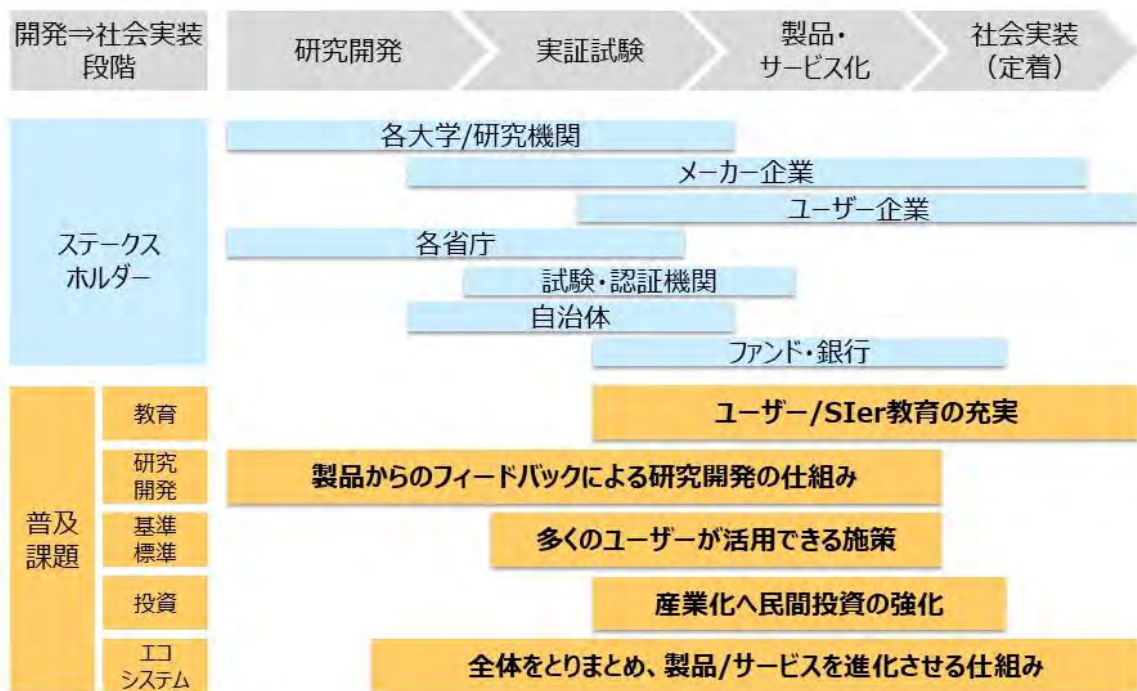 開発⇒社会実装
段階
研究開発
実証試験
製品・
サービス化
社会実装
（定着）
ステークス
ホルダー
各大学/研究機関
メーカー企業
ユーザー企業
各省庁
試験・認証機関
自治体
ファンド・銀行
普及
課題
教育
ユーザー/SIer教育の充実
研究
開発
製品からのフィードバックによる研究開発の仕組み
基準
標準
多くのユーザーが活用できる施策
投資
産業化へ民間投資の強化
エコ
システム
全体をとりまとめ、製品/サービスを進化させる仕組み